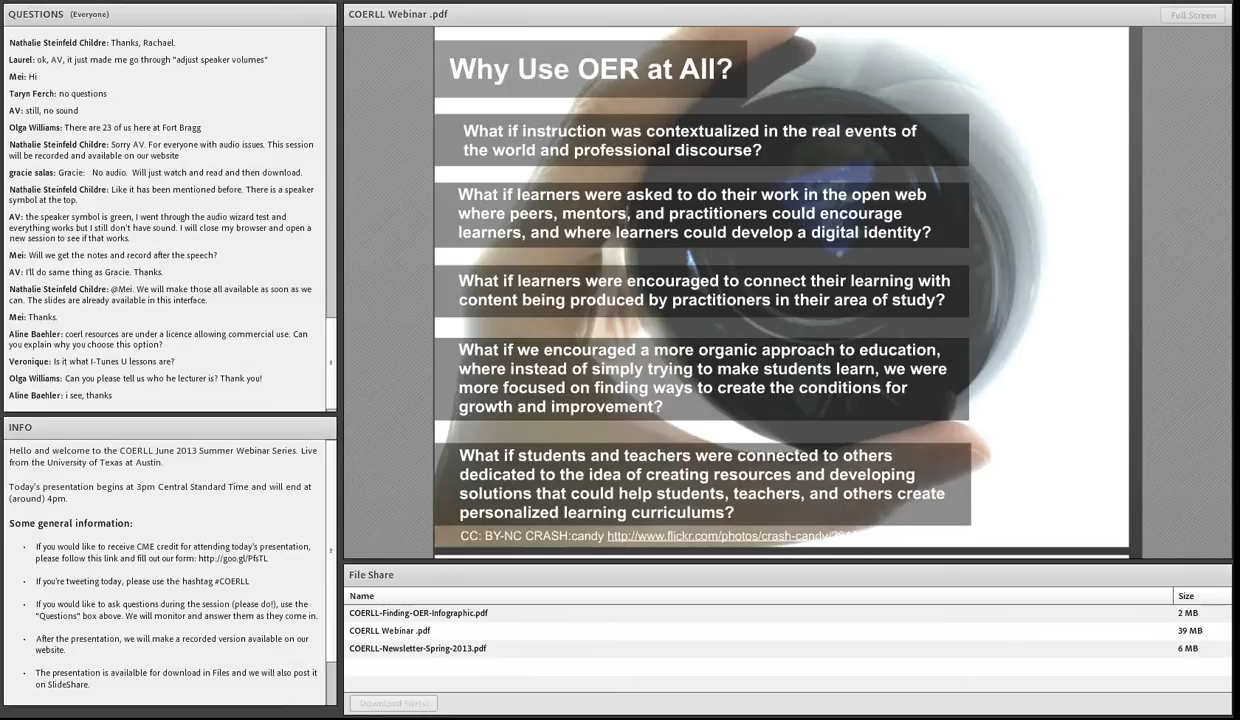 QUESTIONS (Everyone)
Nathalie Steinfeld Childre: Thanks, Rachael.
Laurel: ok, AV, it just made me go through "adjust speaker volumes"
Mei: Hi
Taryn Ferch: no questions
AV: still, no sound
Olga Williams: There are 23 of us here at Fort Bragg
Nathalie Steinfeld Childre: Sorry AV. For everyone with audio issues. This session
will be recorded and available on our website
gracie salas: Gracie: No audio. Will just watch and read and then download.
Nathalie Steinfeld Childre: Like it has been mentioned before. There is a speaker
symbol at the top.
AV: the speaker symbol is green, I went through the audio wizard test and
everything works but I still don't have sound. I will close my browser and open a
new session to see if that works.
Mei: Will we get the notes and record after the speech?
AV: I'll do same thing as Gracie. Thanks.
Nathalie Steinfeld Childre: @Mei. We will make those all available as soon as we
can. The slides are already available in this interface.
Mei: Thanks.
Aline Baehler: coerl resources are under a licence allowing commercial use. Can
you explain why you choose this option?
Veronique: Is it what I-Tunes U lessons are?
Olga Williams: Can you please tell us who he lecturer is? Thank you!
Aline Baehler: i see, thanks
INFO
Hello and welcome to the COERLL June 2013 Summer Webinar Series. Live
from the University of Texas at Austin.
Today's presentation begins at 3pm Central Standard Time and will end at
(around) 4pm.
Some general information:
• If you would like to receive CME credit for attending today's presentation,
please follow this link and fill out our form: http://goo.gl/PfsTL
• If you're tweeting today, please use the hashtag #COERLL
• If you would like to ask questions during the session (please do!), use the
"Questions" box above. We will monitor and answer them as they come in.
• After the presentation, we will make a recorded version available on our
website.
• The presentation is available for download in Files and we will also post it
on SlideShare.
COERLL Webinar .pdf
Full Screen
Why Use OER at All?
What if instruction was contextualized in the real events of
the world and professional discourse?
What if learners were asked to do their work in the open web
where peers, mentors, and practitioners could encourage
learners, and where learners could develop a digital identity?
What if learners were encouraged to connect their learning with
content being produced by practitioners in their area of study?
What if we encouraged a more organic approach to education,
where instead of simply trying to make students learn, we were
more focused on finding ways to create the conditions for
growth and improvement?
What if students and teachers were connected to others
dedicated to the idea of creating resources and developing
solutions that could help students, teachers, and others create
personalized learning curriculums?
CC: BY-NC CRASH:candy http://www.flickr.com/photos/crash-candy/
File Share
Name Size
COERLL-Finding-OER-Infographic.pdf 2 MB
COERLL Webinar .pdf 39 MB
COERLL-Newsletter-Spring-2013.pdf 6 MB
Download File(s)